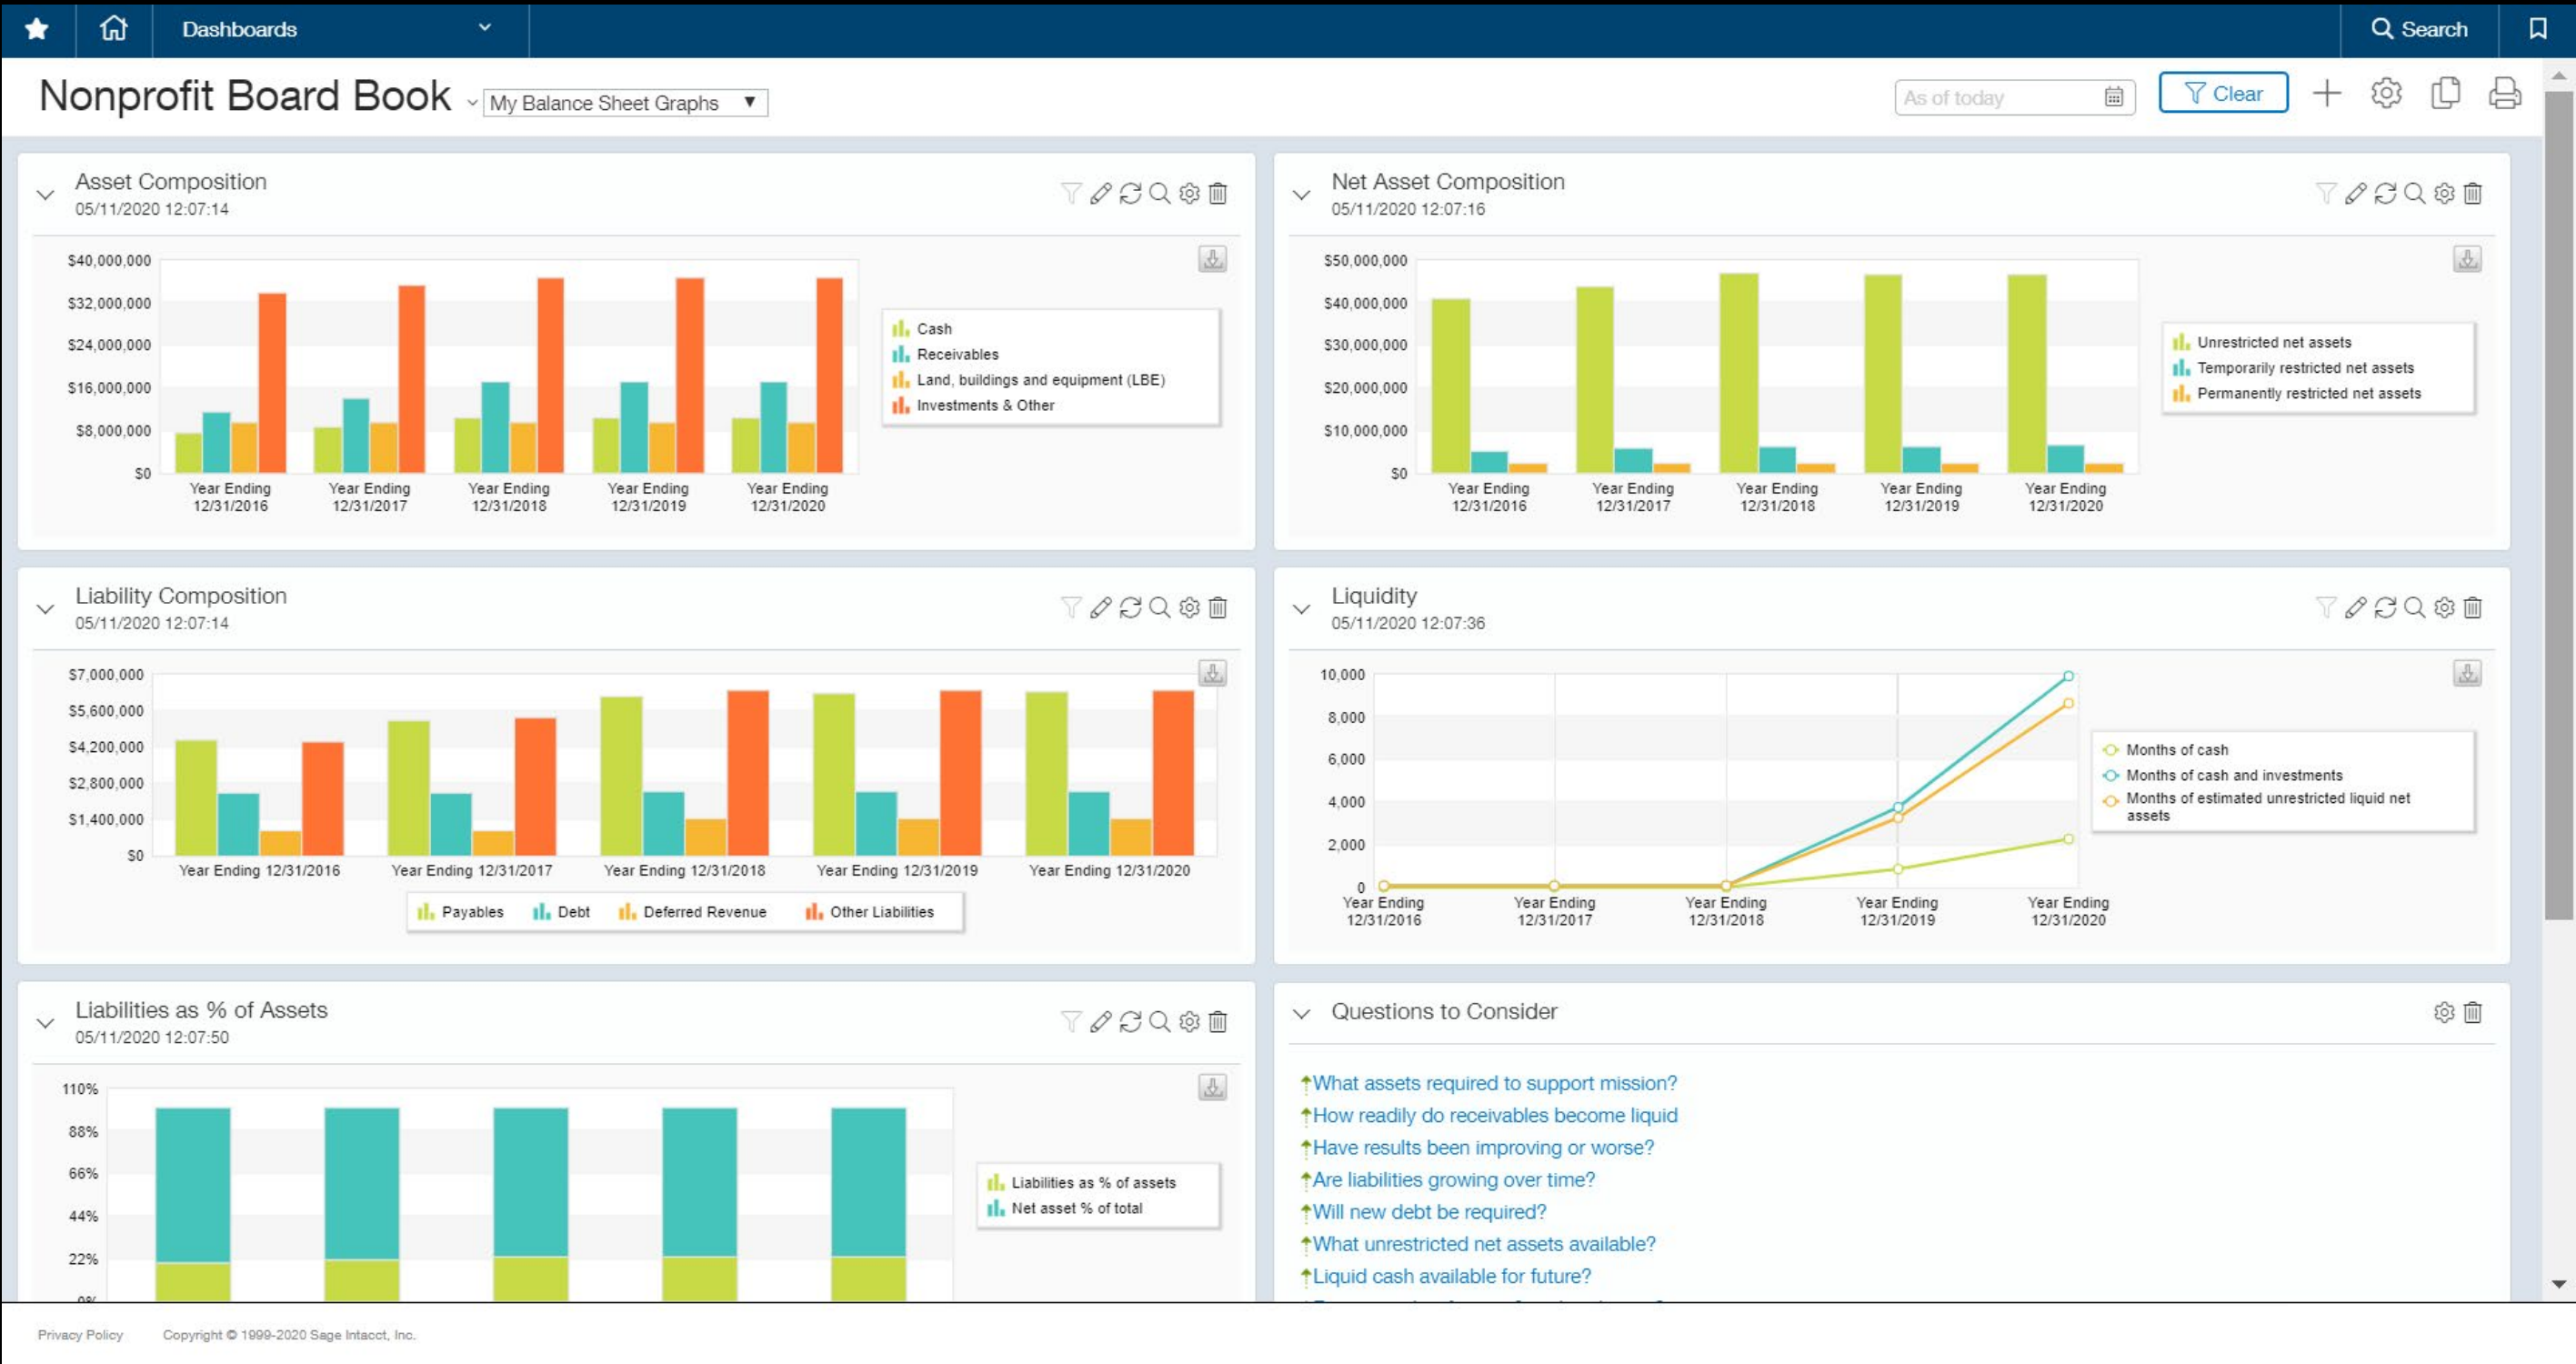 Dashboards
Search
Nonprofit Board Book
My Balance Sheet Graphs
As of today
Clear
Asset Composition
05/11/2020 12:07:14
$40,000,000
$32,000,000
$24,000,000
$16,000,000
$8,000,000
$0
Year Ending
12/31/2016
Year Ending
12/31/2017
Year Ending
12/31/2018
Year Ending
12/31/2019
Year Ending
12/31/2020
Cash
Receivables
Land, buildings and equipment (LBE)
Investments & Other
Net Asset Composition
05/11/2020 12:07:16
$50,000,000
$40,000,000
$30,000,000
$20,000,000
$10,000,000
$0
Year Ending
12/31/2016
Year Ending
12/31/2017
Year Ending
12/31/2018
Year Ending
12/31/2019
Year Ending
12/31/2020
Unrestricted net assets
Temporarily restricted net assets
Permanently restricted net assets
Liability Composition
05/11/2020 12:07:14
$7,000,000
$5,600,000
$4,200,000
$2,800,000
$1,400,000
$0
Year Ending 12/31/2016
Year Ending 12/31/2017
Year Ending 12/31/2018
Year Ending 12/31/2019
Year Ending 12/31/2020
Payables
Debt
Deferred Revenue
Other Liabilities
Liquidity
05/11/2020 12:07:36
10,000
8,000
6,000
4,000
2,000
0
Year Ending
12/31/2016
Year Ending
12/31/2017
Year Ending
12/31/2018
Year Ending
12/31/2019
Year Ending
12/31/2020
Months of cash
Months of cash and investments
Months of estimated unrestricted liquid net
assets
Liabilities as % of Assets
05/11/2020 12:07:50
110%
88%
66%
44%
22%
0%
Liabilities as % of assets
Net asset % of total
Questions to Consider
What assets required to support mission?
How readily do receivables become liquid
Have results been improving or worse?
Are liabilities growing over time?
Will new debt be required?
What unrestricted net assets available?
Liquid cash available for future?
Privacy Policy
Copyright © 1999-2020 Sage Intacct, Inc.